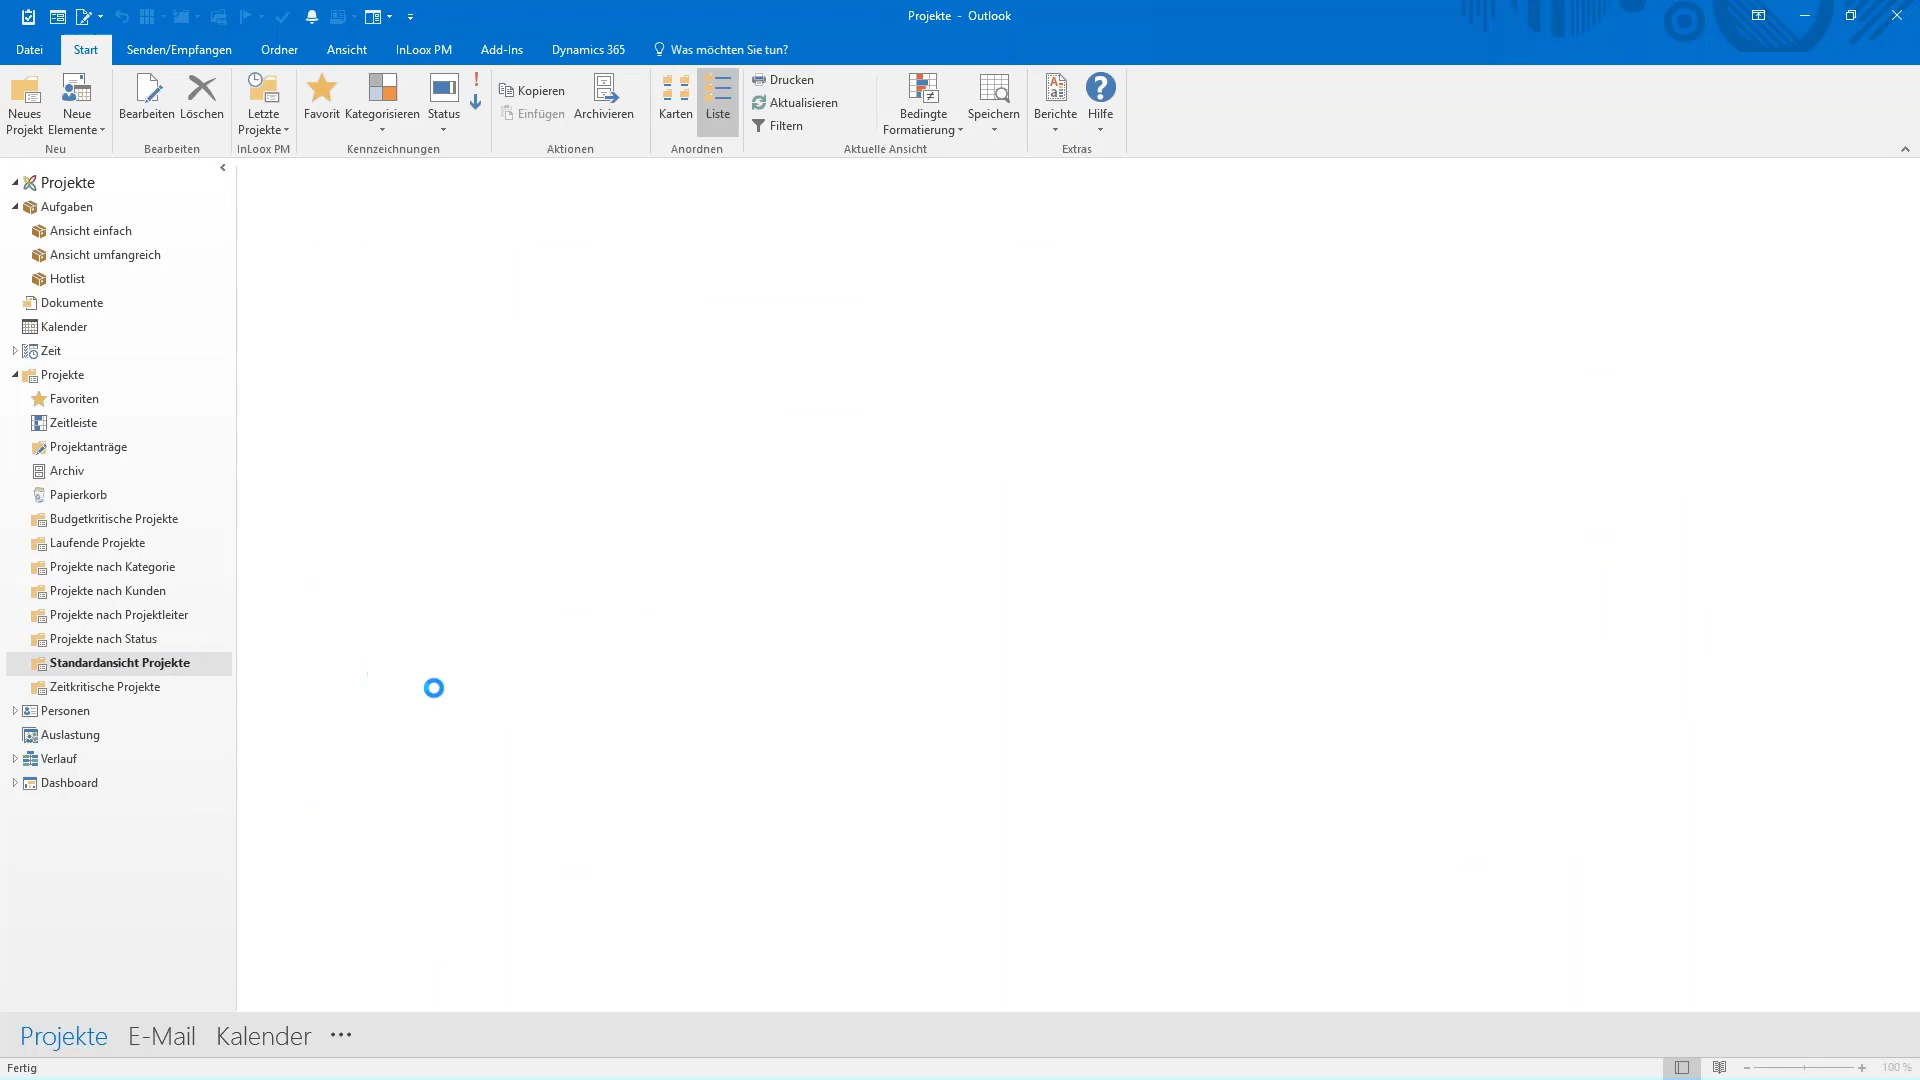 Projekte - Outlook
Datei Start Senden/Empfangen Ordner Ansicht InLoox PM Add-Ins Dynamics 365 Was möchten Sie tun?
Neues Projekt
Neue Elemente
Neu
Bearbeiten
Löschen
Bearbeiten
Letzte Projekte
InLoox PM
Favorit
Kategorisieren
Status
Kennzeichnungen
Kopieren
Einfügen
Archivieren
Aktionen
Karten
Liste
Anordnen
Drucken
Aktualisieren
Filtern
Bedingte Formatierung
Speichern
Aktuelle Ansicht
Berichte
Hilfe
Extras
Projekte
Aufgaben
Ansicht einfach
Ansicht umfangreich
Hotlist
Dokumente
Kalender
Zeit
Projekte
Favoriten
Zeitleiste
Projektanträge
Archiv
Papierkorb
Budgetkritische Projekte
Laufende Projekte
Projekte nach Kategorie
Projekte nach Kunden
Projekte nach Projektleiter
Projekte nach Status
Standardansicht Projekte
Zeitkritische Projekte
Personen
Auslastung
Verlauf
Dashboard
Projekte E-Mail Kalender •••
Fertig
100 %